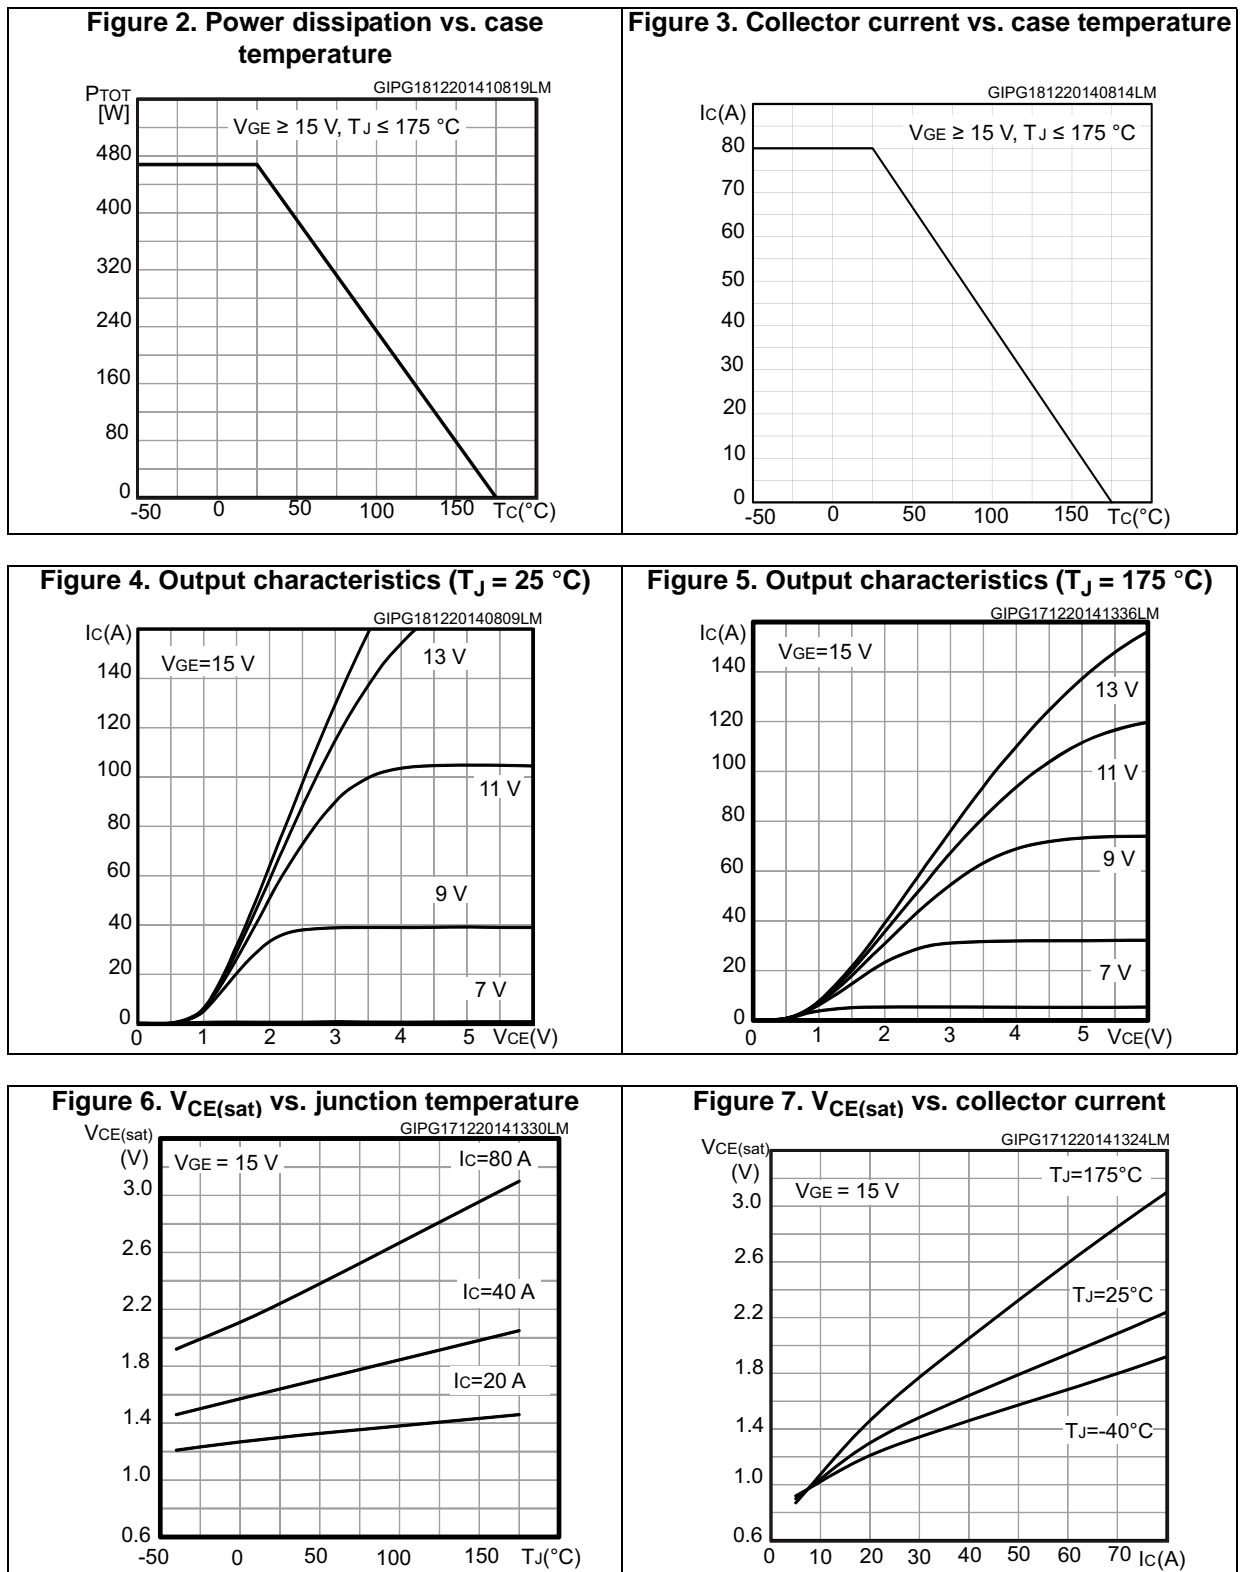 Figure 2. Power dissipation vs. case
temperature
GIPG1812201410819LM
PTOT
[W]
VGE ≥ 15 V, TJ ≤ 175 °C
480
400
320
240
160
80
0
-50 0 50 100 150 TC(°C)
Figure 3. Collector current vs. case temperature
GIPG181220140814LM
IC(A)
VGE ≥ 15 V, TJ ≤ 175 °C
80
70
60
50
40
30
20
10
0
-50 0 50 100 150 TC(°C)
Figure 4. Output characteristics (TJ = 25 °C)
GIPG181220140809LM
IC(A)
VGE=15 V
13 V
140
120
100
11 V
80
60
9 V
40
20
7 V
0
0 1 2 3 4 5 VCE(V)
Figure 5. Output characteristics (TJ = 175 °C)
GIPG171220141336LM
IC(A)
VGE=15 V
140
13 V
120
100
11 V
80
60
9 V
40
20
7 V
0
0 1 2 3 4 5 VCE(V)
Figure 6. VCE(sat) vs. junction temperature
GIPG171220141330LM
VCE(sat)
(V)
VGE = 15 V
IC=80 A
3.0
2.6
IC=40 A
2.2
1.8
IC=20 A
1.4
1.0
0.6
-50 0 50 100 150 TJ(°C)
Figure 7. VCE(sat) vs. collector current
GIPG171220141324LM
VCE(sat)
(V)
TJ=175°C
VGE = 15 V
3.0
2.6
TJ=25°C
2.2
1.8
1.4
TJ=-40°C
1.0
0.6
0 10 20 30 40 50 60 70 IC(A)